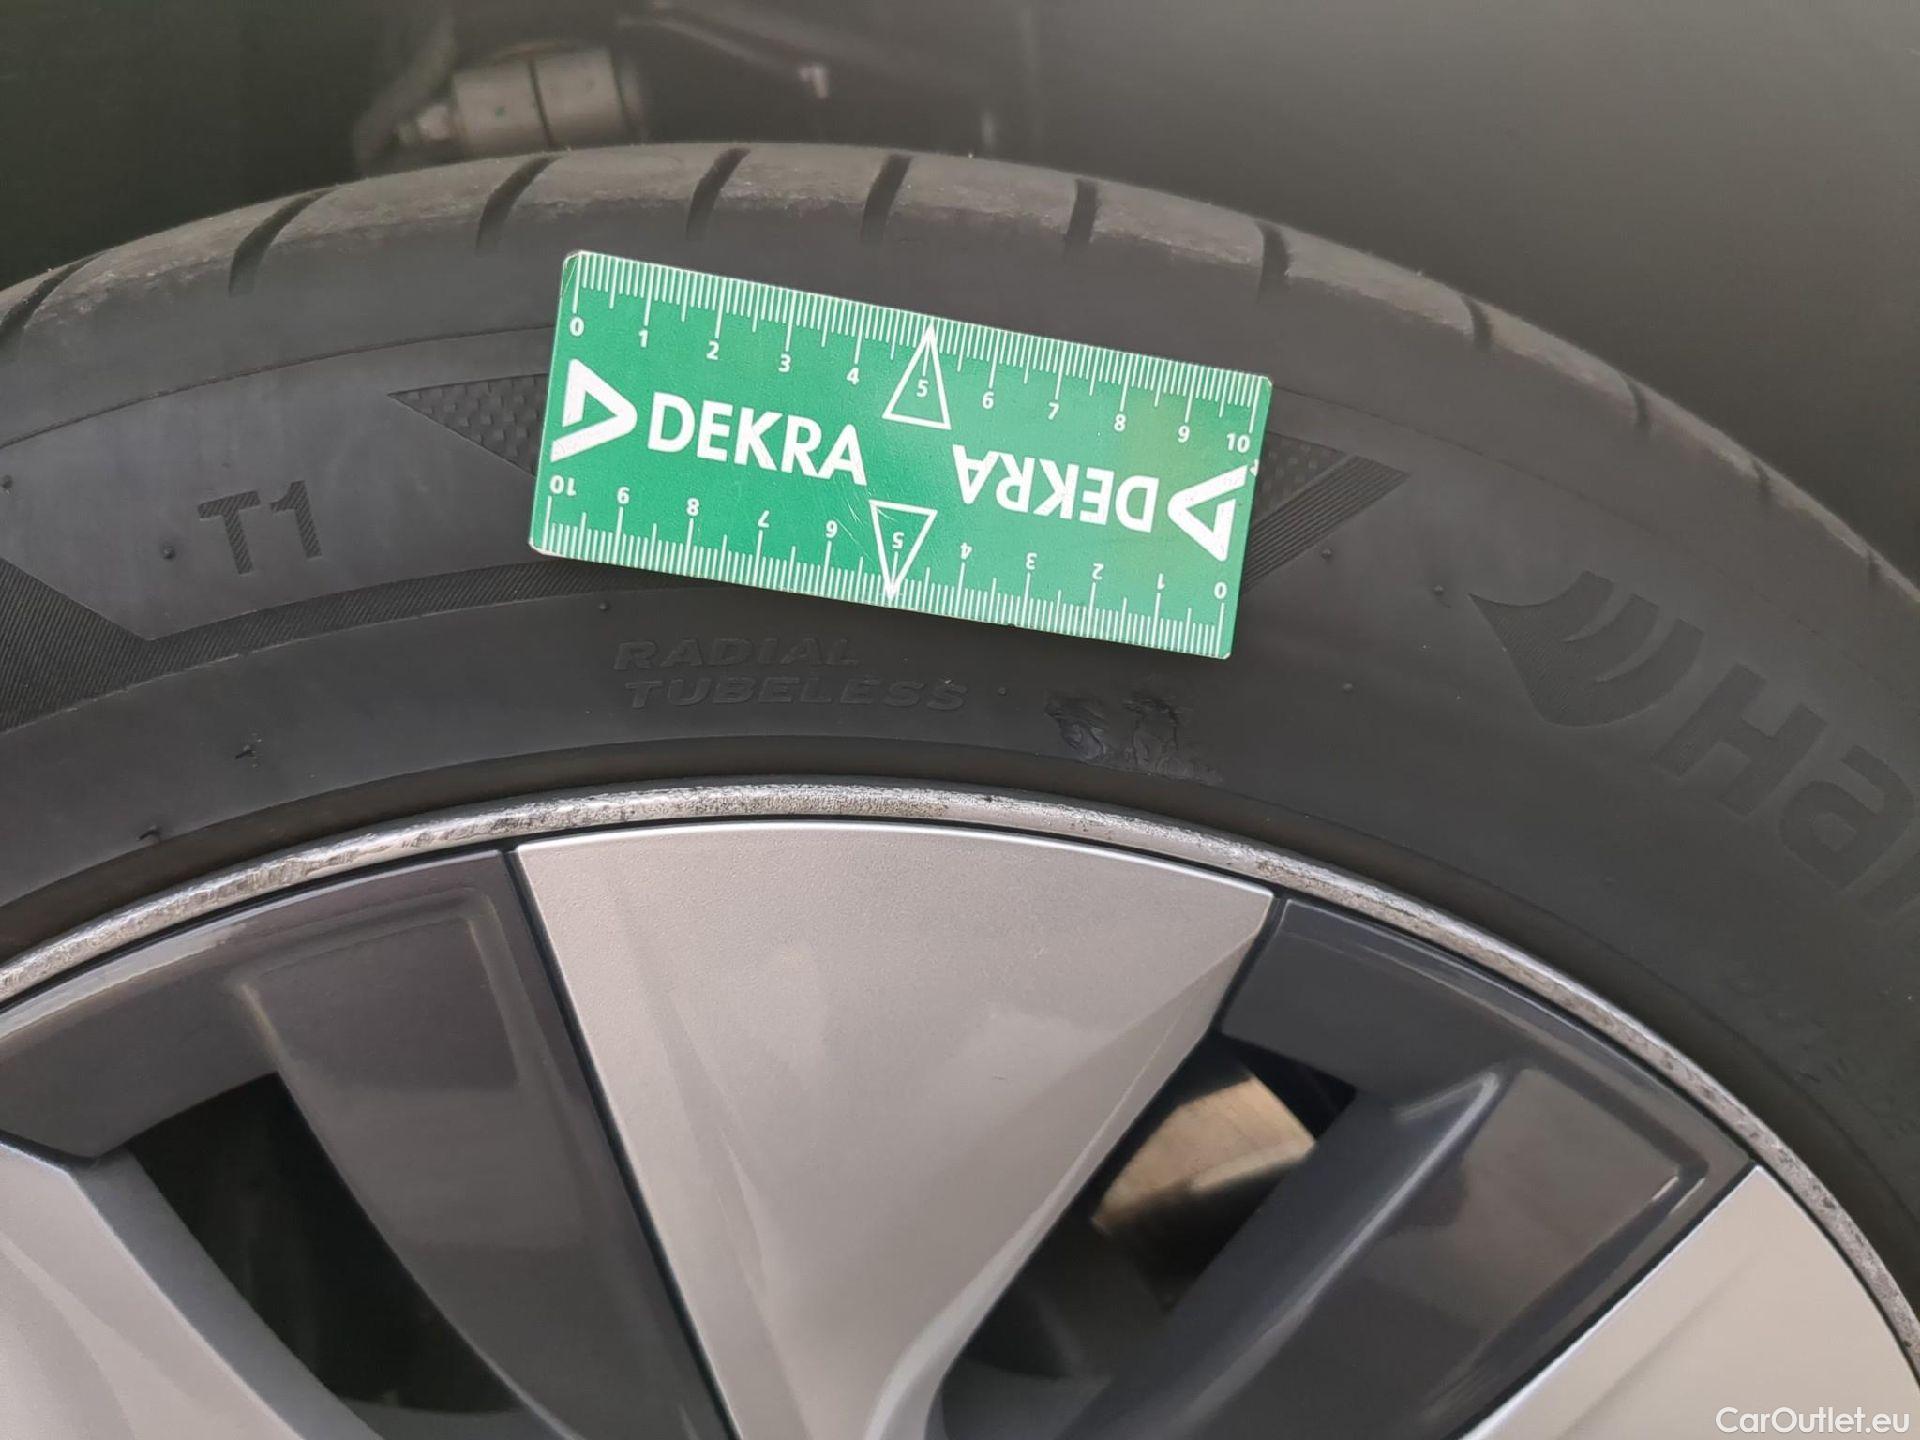 0 1 2 3 4 5 6 7 8 9 10
DEKRA
DEKRA
10 9 8 7 6 5 4 3 2 1 0
T1
RADIAL
TUBELESS
Han
CarOutlet.eu